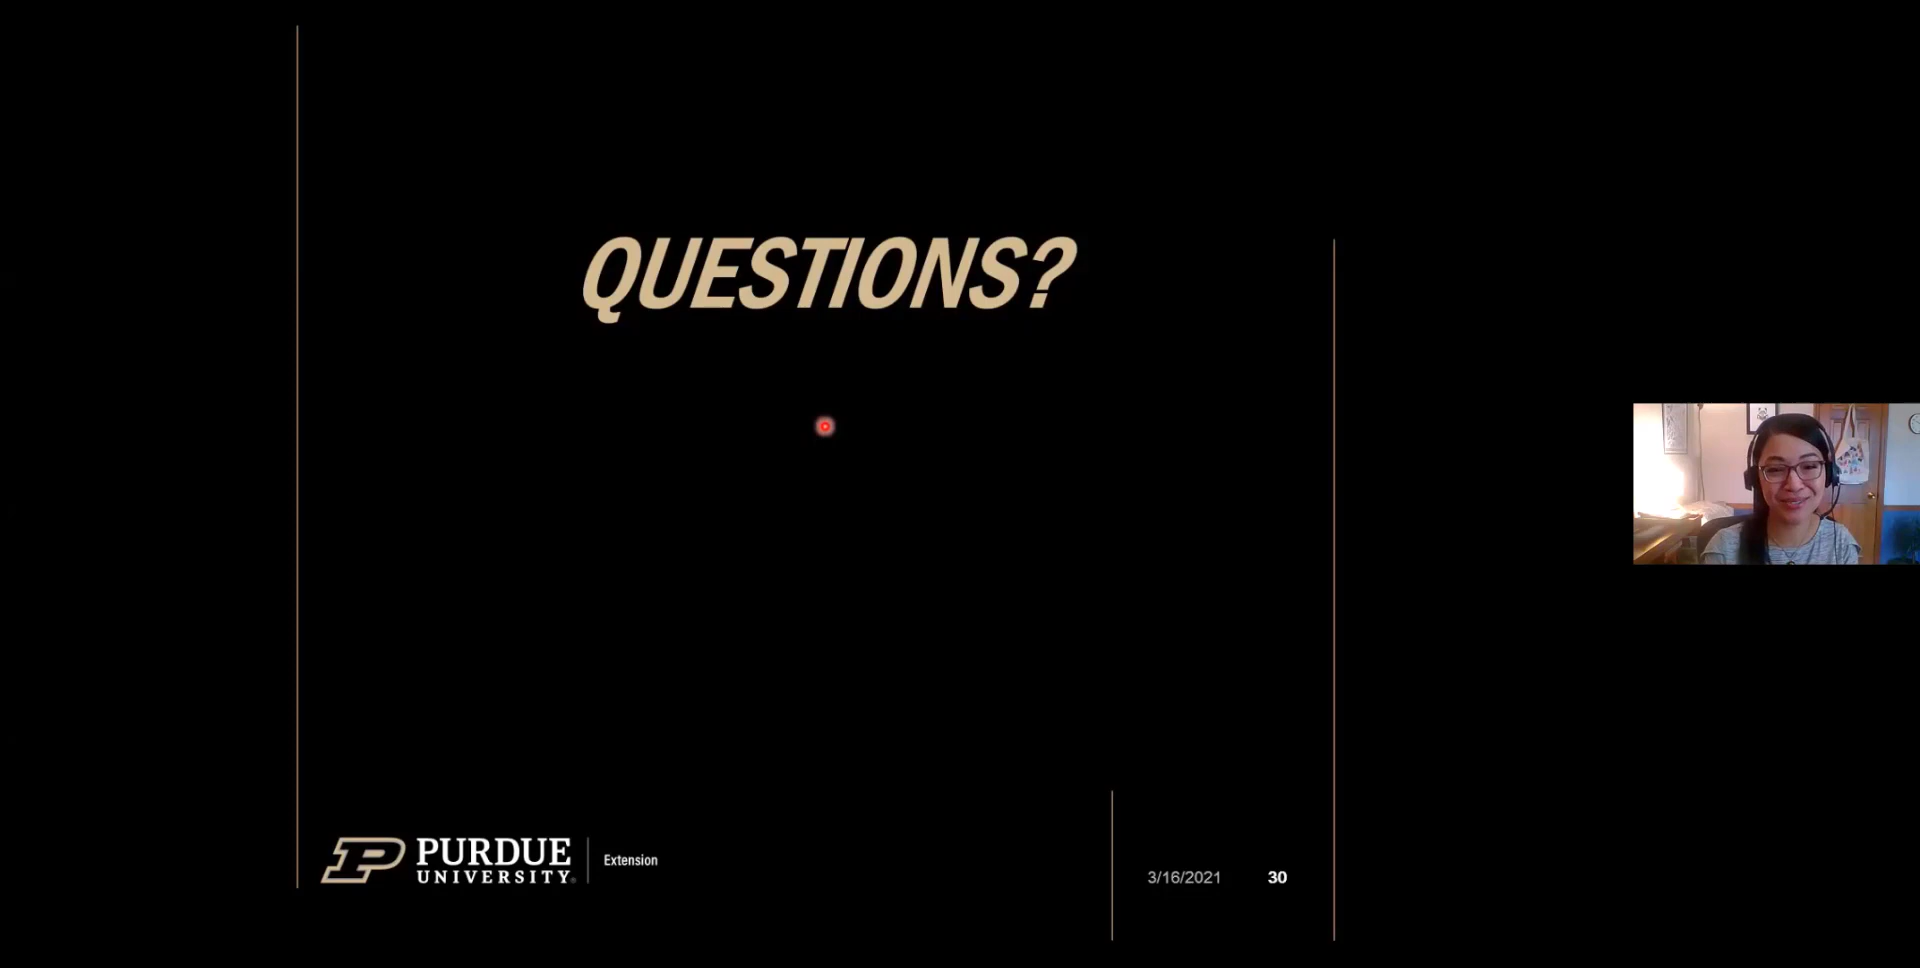 QUESTIONS?
PURDUE
UNIVERSITY®
Extension
3/16/2021
30